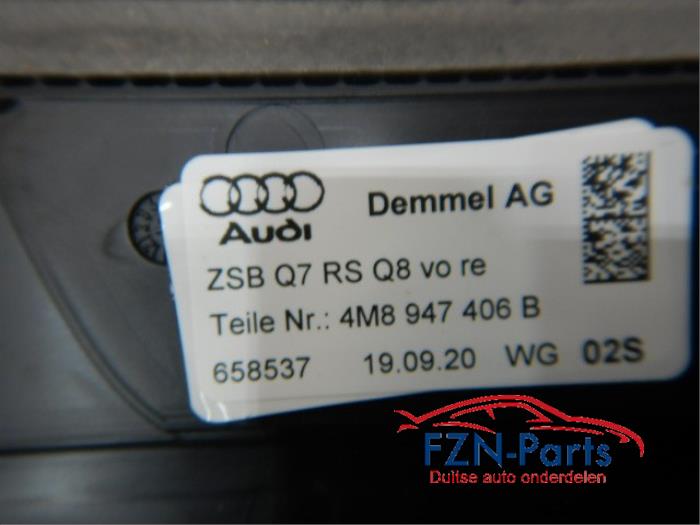 Audi
Demmel AG
ZSB Q7 RS Q8 vo re
Teile Nr.: 4M8 947 406 B
658537 19.09.20 WG 02S
FZN-Parts
Duitse auto onderdelen